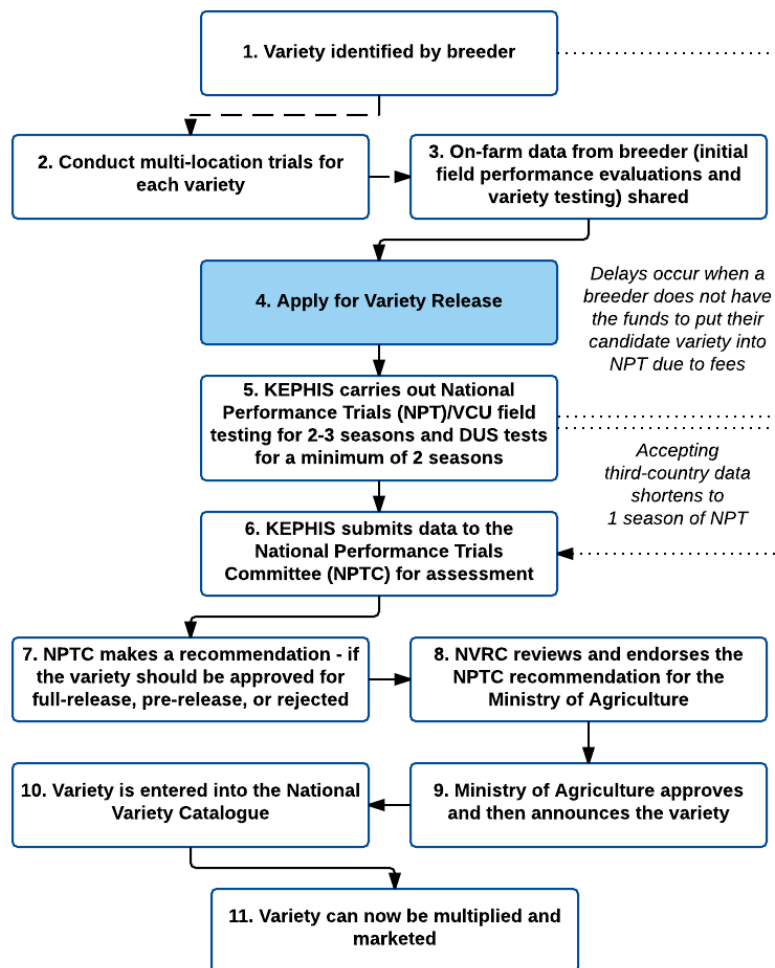 1. Variety identified by breeder
2. Conduct multi-location trials for
each variety
3. On-farm data from breeder (initial
field performance evaluations and
variety testing) shared
4. Apply for Variety Release
Delays occur when a
breeder does not have
the funds to put their
candidate variety into
NPT due to fees
5. KEPHIS carries out National
Performance Trials (NPT)/VCU field
testing for 2-3 seasons and DUS tests
for a minimum of 2 seasons
Accepting
third-country data
shortens to
1 season of NPT
6. KEPHIS submits data to the
National Performance Trials
Committee (NPTC) for assessment
7. NPTC makes a recommendation - if
the variety should be approved for
full-release, pre-release, or rejected
8. NVRC reviews and endorses the
NPTC recommendation for the
Ministry of Agriculture
9. Ministry of Agriculture approves
and then announces the variety
10. Variety is entered into the National
Variety Catalogue
11. Variety can now be multiplied and
marketed